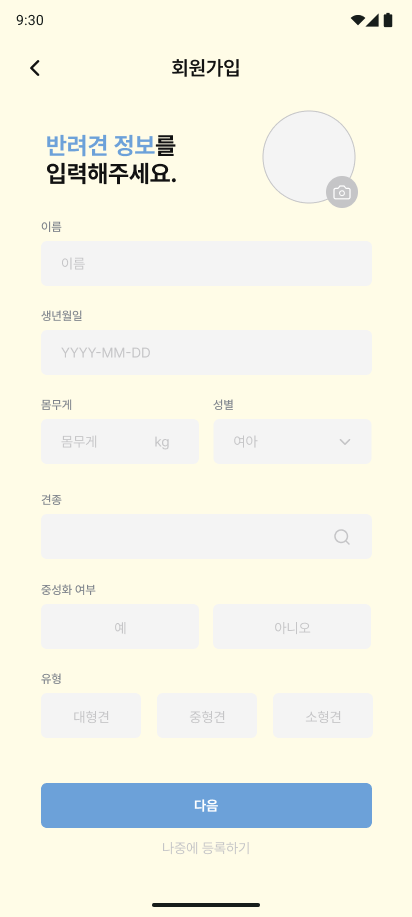 9:30
회원가입
반려견 정보를
입력해주세요.
이름
이름
생년월일
YYYY-MM-DD
몸무게 성별
몸무게 kg 여아
견종
중성화 여부
예 아니오
유형
대형견 중형견 소형견
다음
나중에 등록하기